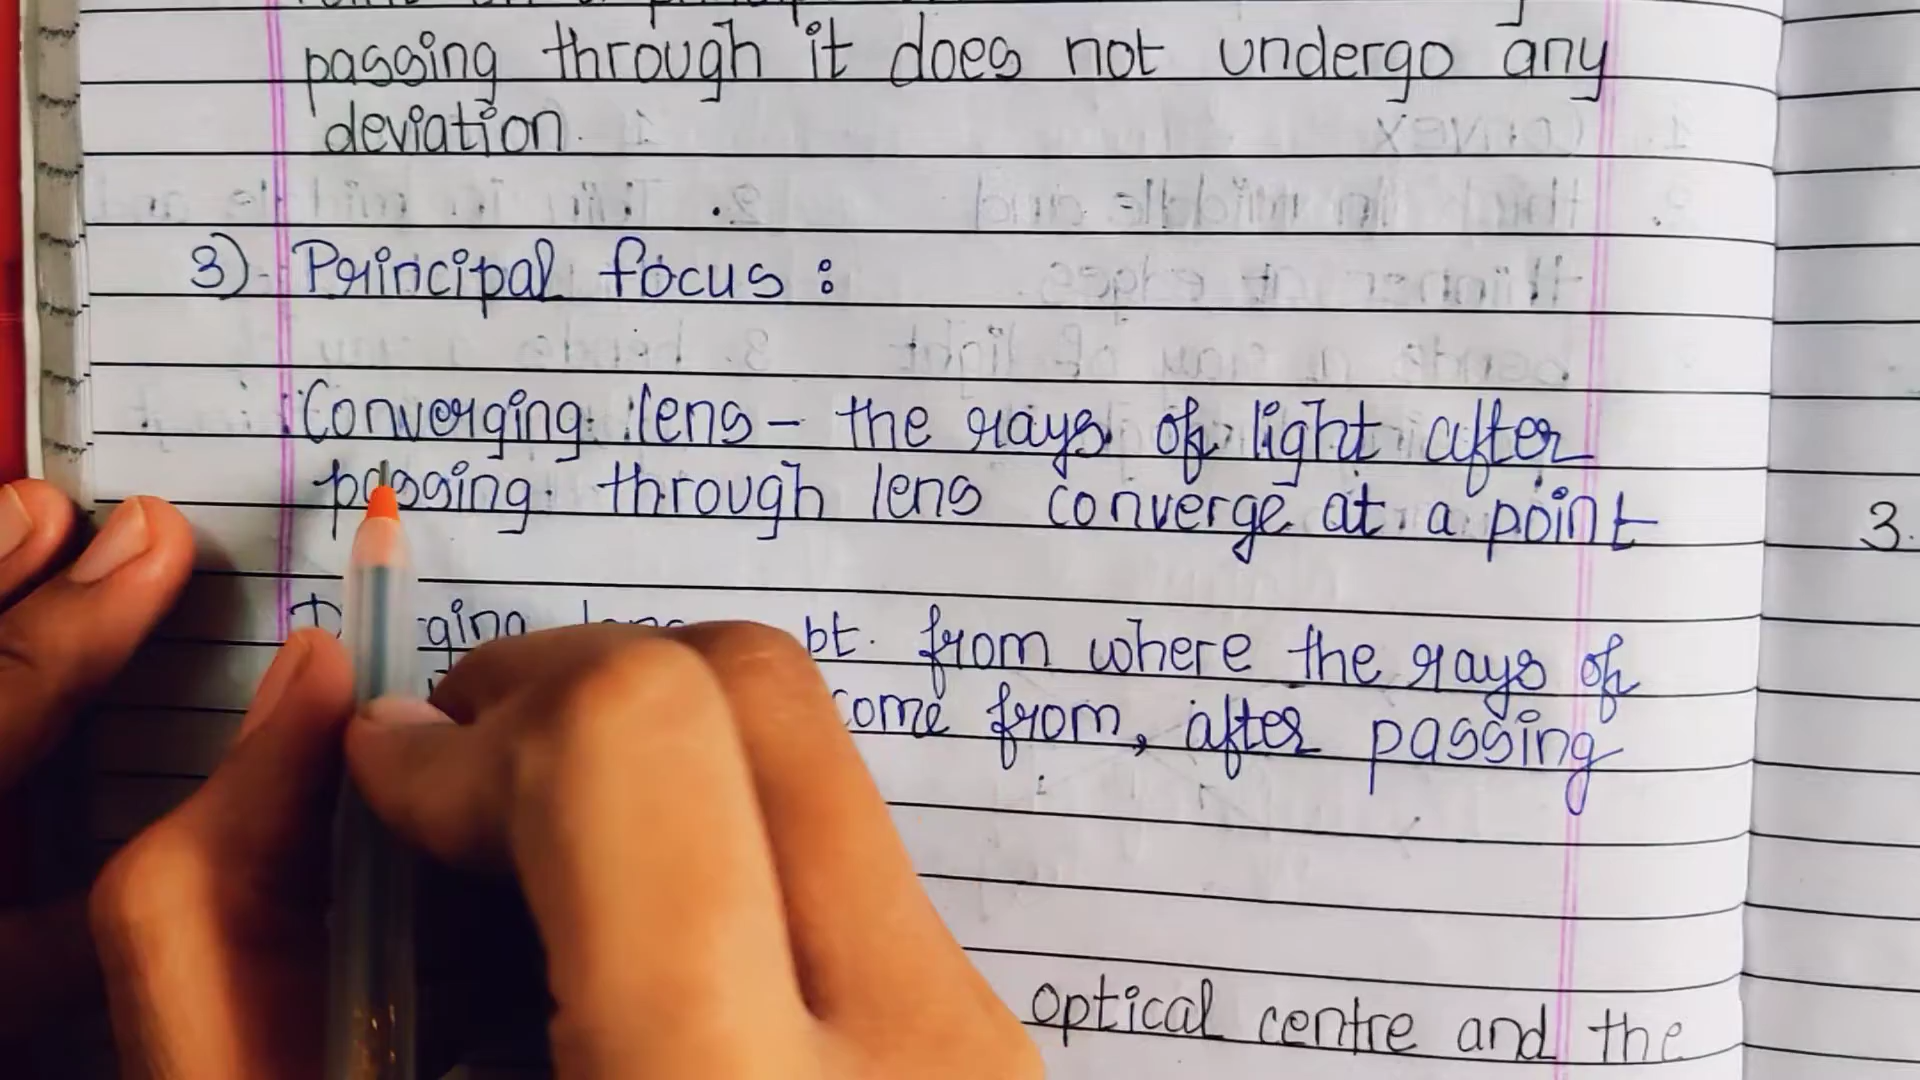 passing through it does not undergo any
deviation.
3) Principal focus :
Converging lens – the rays of light after
passing through lens converge at a point
pt. from where the rays of
come from, after passing
optical centre and the
3.